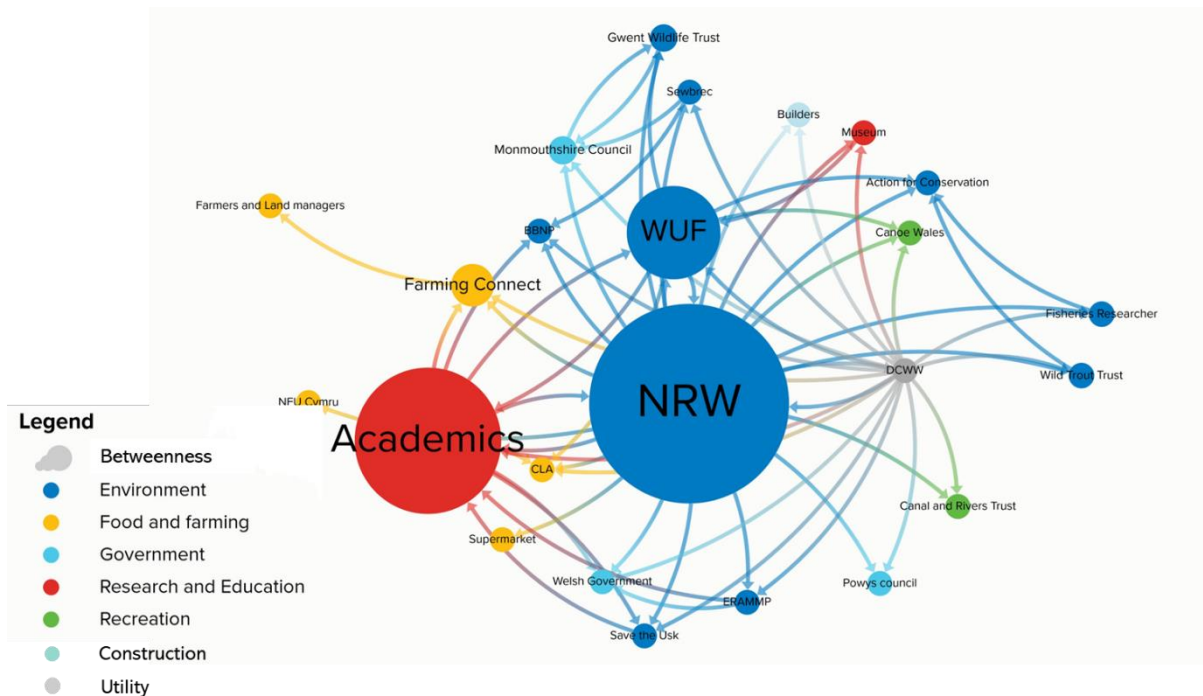 Gwent Wildlife Trust
Sewbrec
Builders
Museum
Monmouthshire Council
Action for Conservation
Farmers and Land managers
WUF
BBNP
Canoe Wales
Farming Connect
Fisheries Researcher
DCWW
Wild Trout Trust
NRW
NFU Cymru
Academics
CLA
Canal and Rivers Trust
Supermarket
Welsh Government
Powys council
ERAMMP
Save the Usk
Legend
Betweenness
Environment
Food and farming
Government
Research and Education
Recreation
Construction
Utility